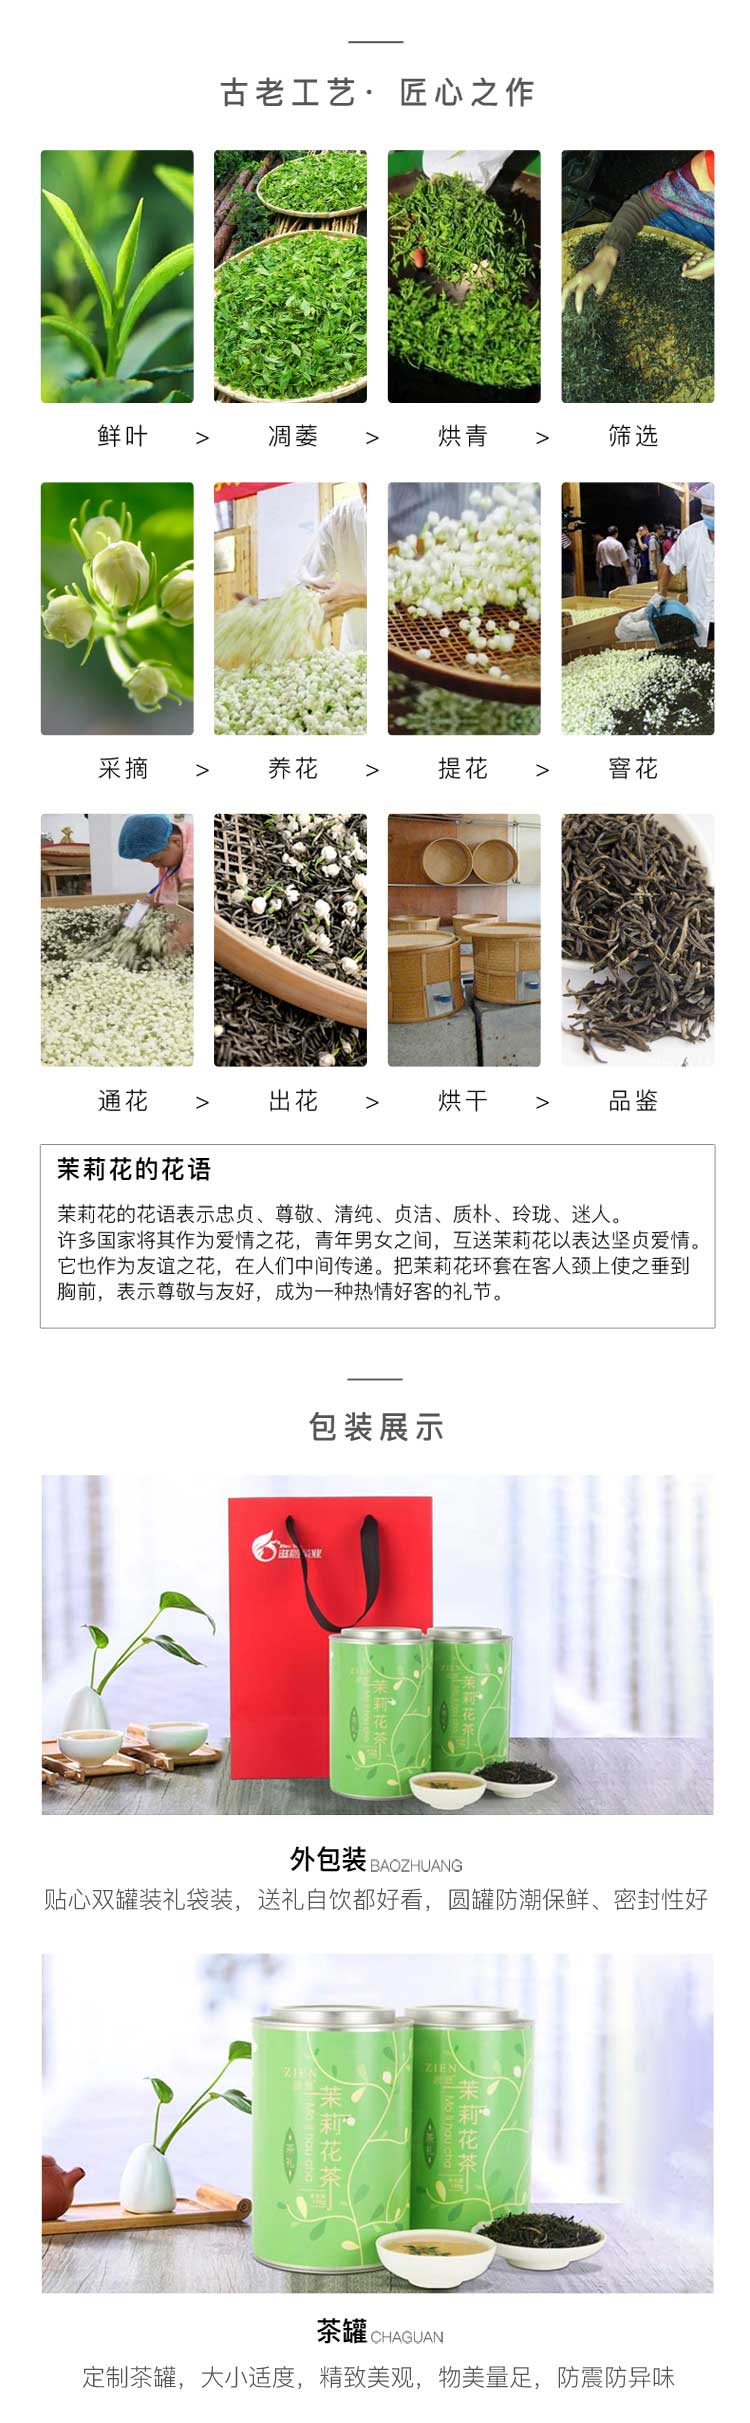 古老工艺· 匠心之作
鲜叶 > 凋萎 > 烘青 > 筛选
采摘 > 养花 > 提花 > 窨花
通花 > 出花 > 烘干 > 品鉴
茉莉花的花语
茉莉花的花语表示忠贞、尊敬、清纯、贞洁、质朴、玲珑、迷人。
许多国家将其作为爱情之花，青年男女之间，互送茉莉花以表达坚贞爱情。
它也作为友谊之花，在人们中间传递。把茉莉花环套在客人颈上使之垂到
胸前，表示尊敬与友好，成为一种热情好客的礼节。
包装展示
ZIEN
茉莉花茶
茉莉花茶
外包装 BAOZHUANG
贴心双罐装礼袋装，送礼自饮都好看，圆罐防潮保鲜、密封性好
ZIEN
茉莉花茶
茶礼
ZIEN
茉莉花茶
茶礼
茶罐 CHAGUAN
定制茶罐，大小适度，精致美观，物美量足，防震防异味